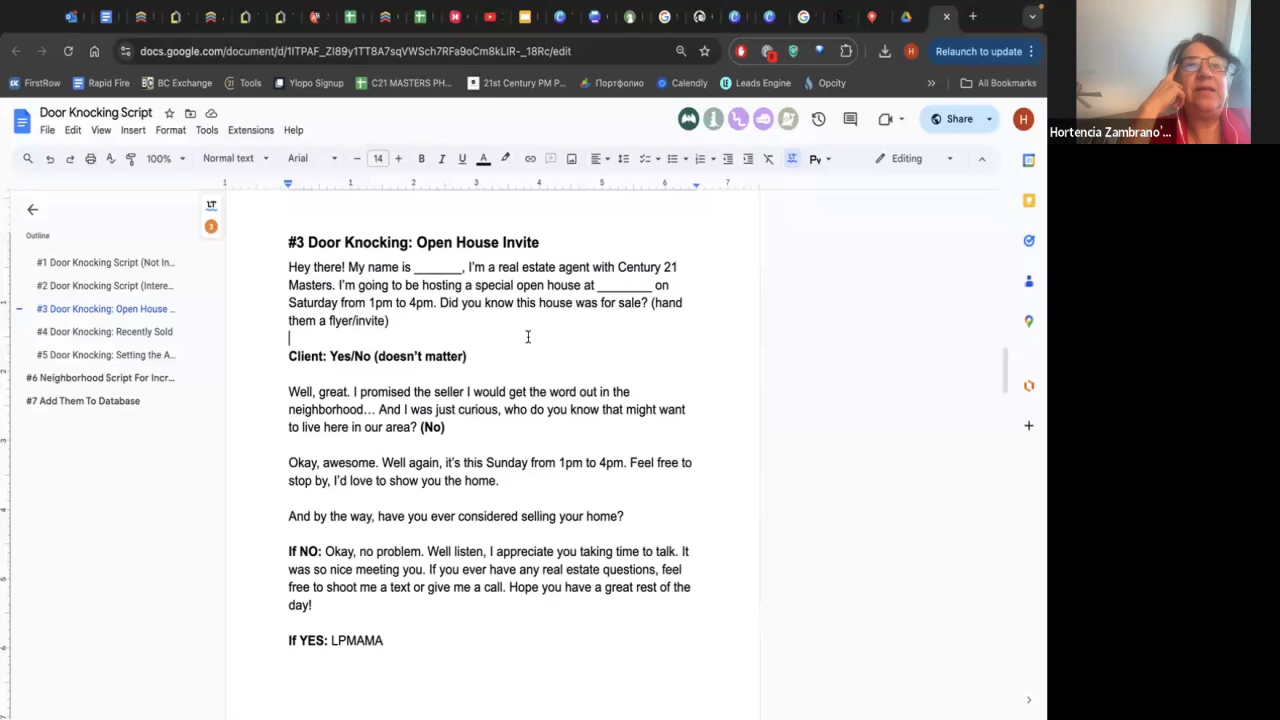 docs.google.com/document/d/1lTPAF_ZI89y1TT8A7sqVWSch7RFa9oCm8kLlR-_18Rc/edit
Relaunch to update
FirstRow
Rapid Fire
BC Exchange
Tools
Ylopo Signup
C21 MASTERS PH...
21st Century PM P...
Портфолио
Calendly
Leads Engine
Opcity
All Bookmarks
Door Knocking Script
File Edit View Insert Format Tools Extensions Help
Share
H
100% Normal text Arial 14 Editing
1 1 2 3 4 5 6 7
Outline
#1 Door Knocking Script (Not In...
#2 Door Knocking Script (Intere...
#3 Door Knocking: Open House ...
#4 Door Knocking: Recently Sold
#5 Door Knocking: Setting the A...
#6 Neighborhood Script For Incr...
#7 Add Them To Database
LT
3
#3 Door Knocking: Open House Invite
Hey there! My name is _______, I'm a real estate agent with Century 21
Masters. I'm going to be hosting a special open house at ________ on
Saturday from 1pm to 4pm. Did you know this house was for sale? (hand
them a flyer/invite)
Client: Yes/No (doesn't matter)
Well, great. I promised the seller I would get the word out in the
neighborhood… And I was just curious, who do you know that might want
to live here in our area? (No)
Okay, awesome. Well again, it's this Sunday from 1pm to 4pm. Feel free to
stop by, I'd love to show you the home.
And by the way, have you ever considered selling your home?
If NO: Okay, no problem. Well listen, I appreciate you taking time to talk. It
was so nice meeting you. If you ever have any real estate questions, feel
free to shoot me a text or give me a call. Hope you have a great rest of the
day!
If YES: LPMAMA
Hortencia Zambrano'...